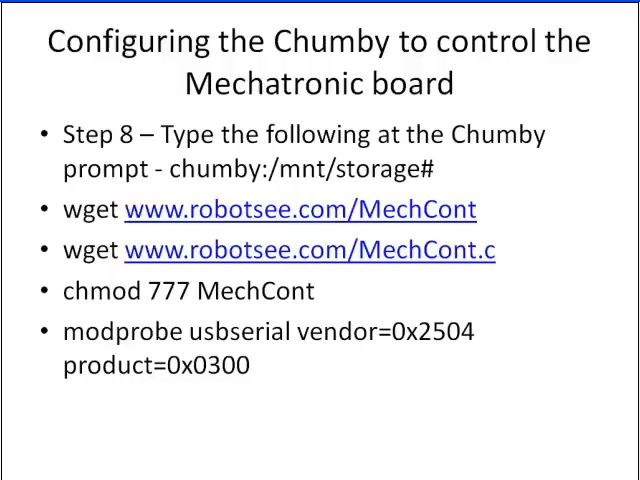 Configuring the Chumby to control the
Mechatronic board
• Step 8 – Type the following at the Chumby
prompt - chumby:/mnt/storage#
• wget www.robotsee.com/MechCont
• wget www.robotsee.com/MechCont.c
• chmod 777 MechCont
• modprobe usbserial vendor=0x2504
product=0x0300